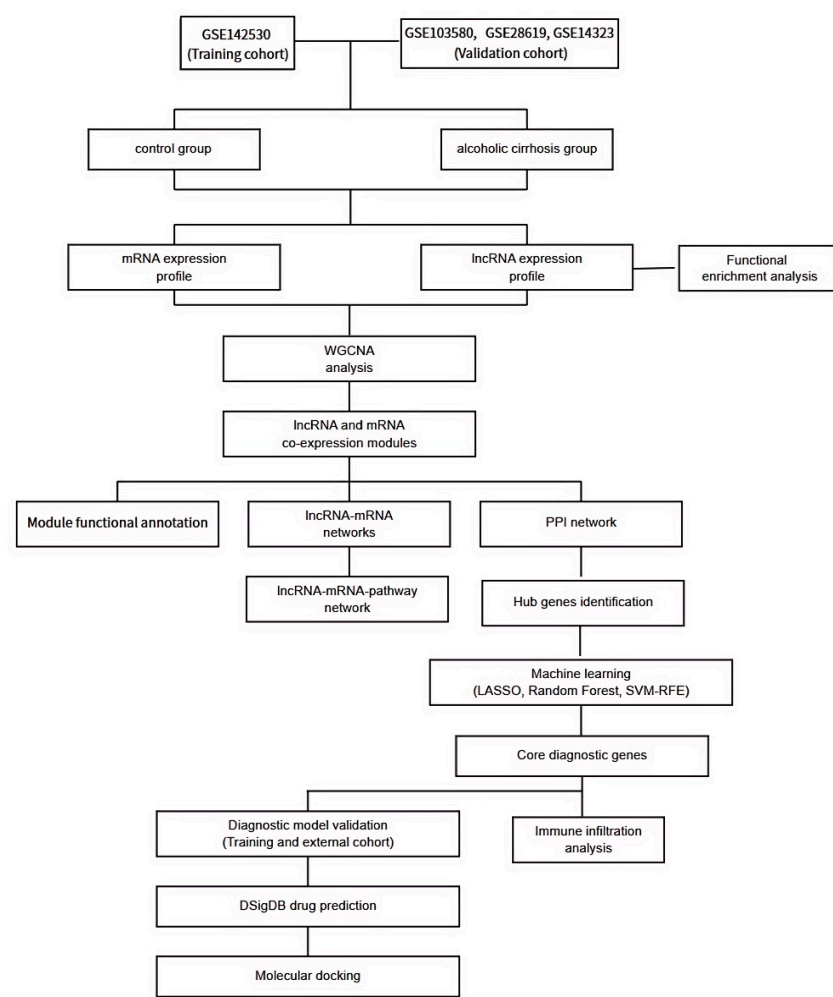 GSE142530
(Training cohort)
GSE103580, GSE28619, GSE14323
(Validation cohort)
control group
alcoholic cirrhosis group
mRNA expression
profile
lncRNA expression
profile
Functional
enrichment analysis
WGCNA
analysis
lncRNA and mRNA
co-expression modules
Module functional annotation
lncRNA-mRNA
networks
PPI network
lncRNA-mRNA-pathway
network
Hub genes identification
Machine learning
(LASSO, Random Forest, SVM-RFE)
Core diagnostic genes
Diagnostic model validation
(Training and external cohort)
Immune infiltration
analysis
DSigDB drug prediction
Molecular docking